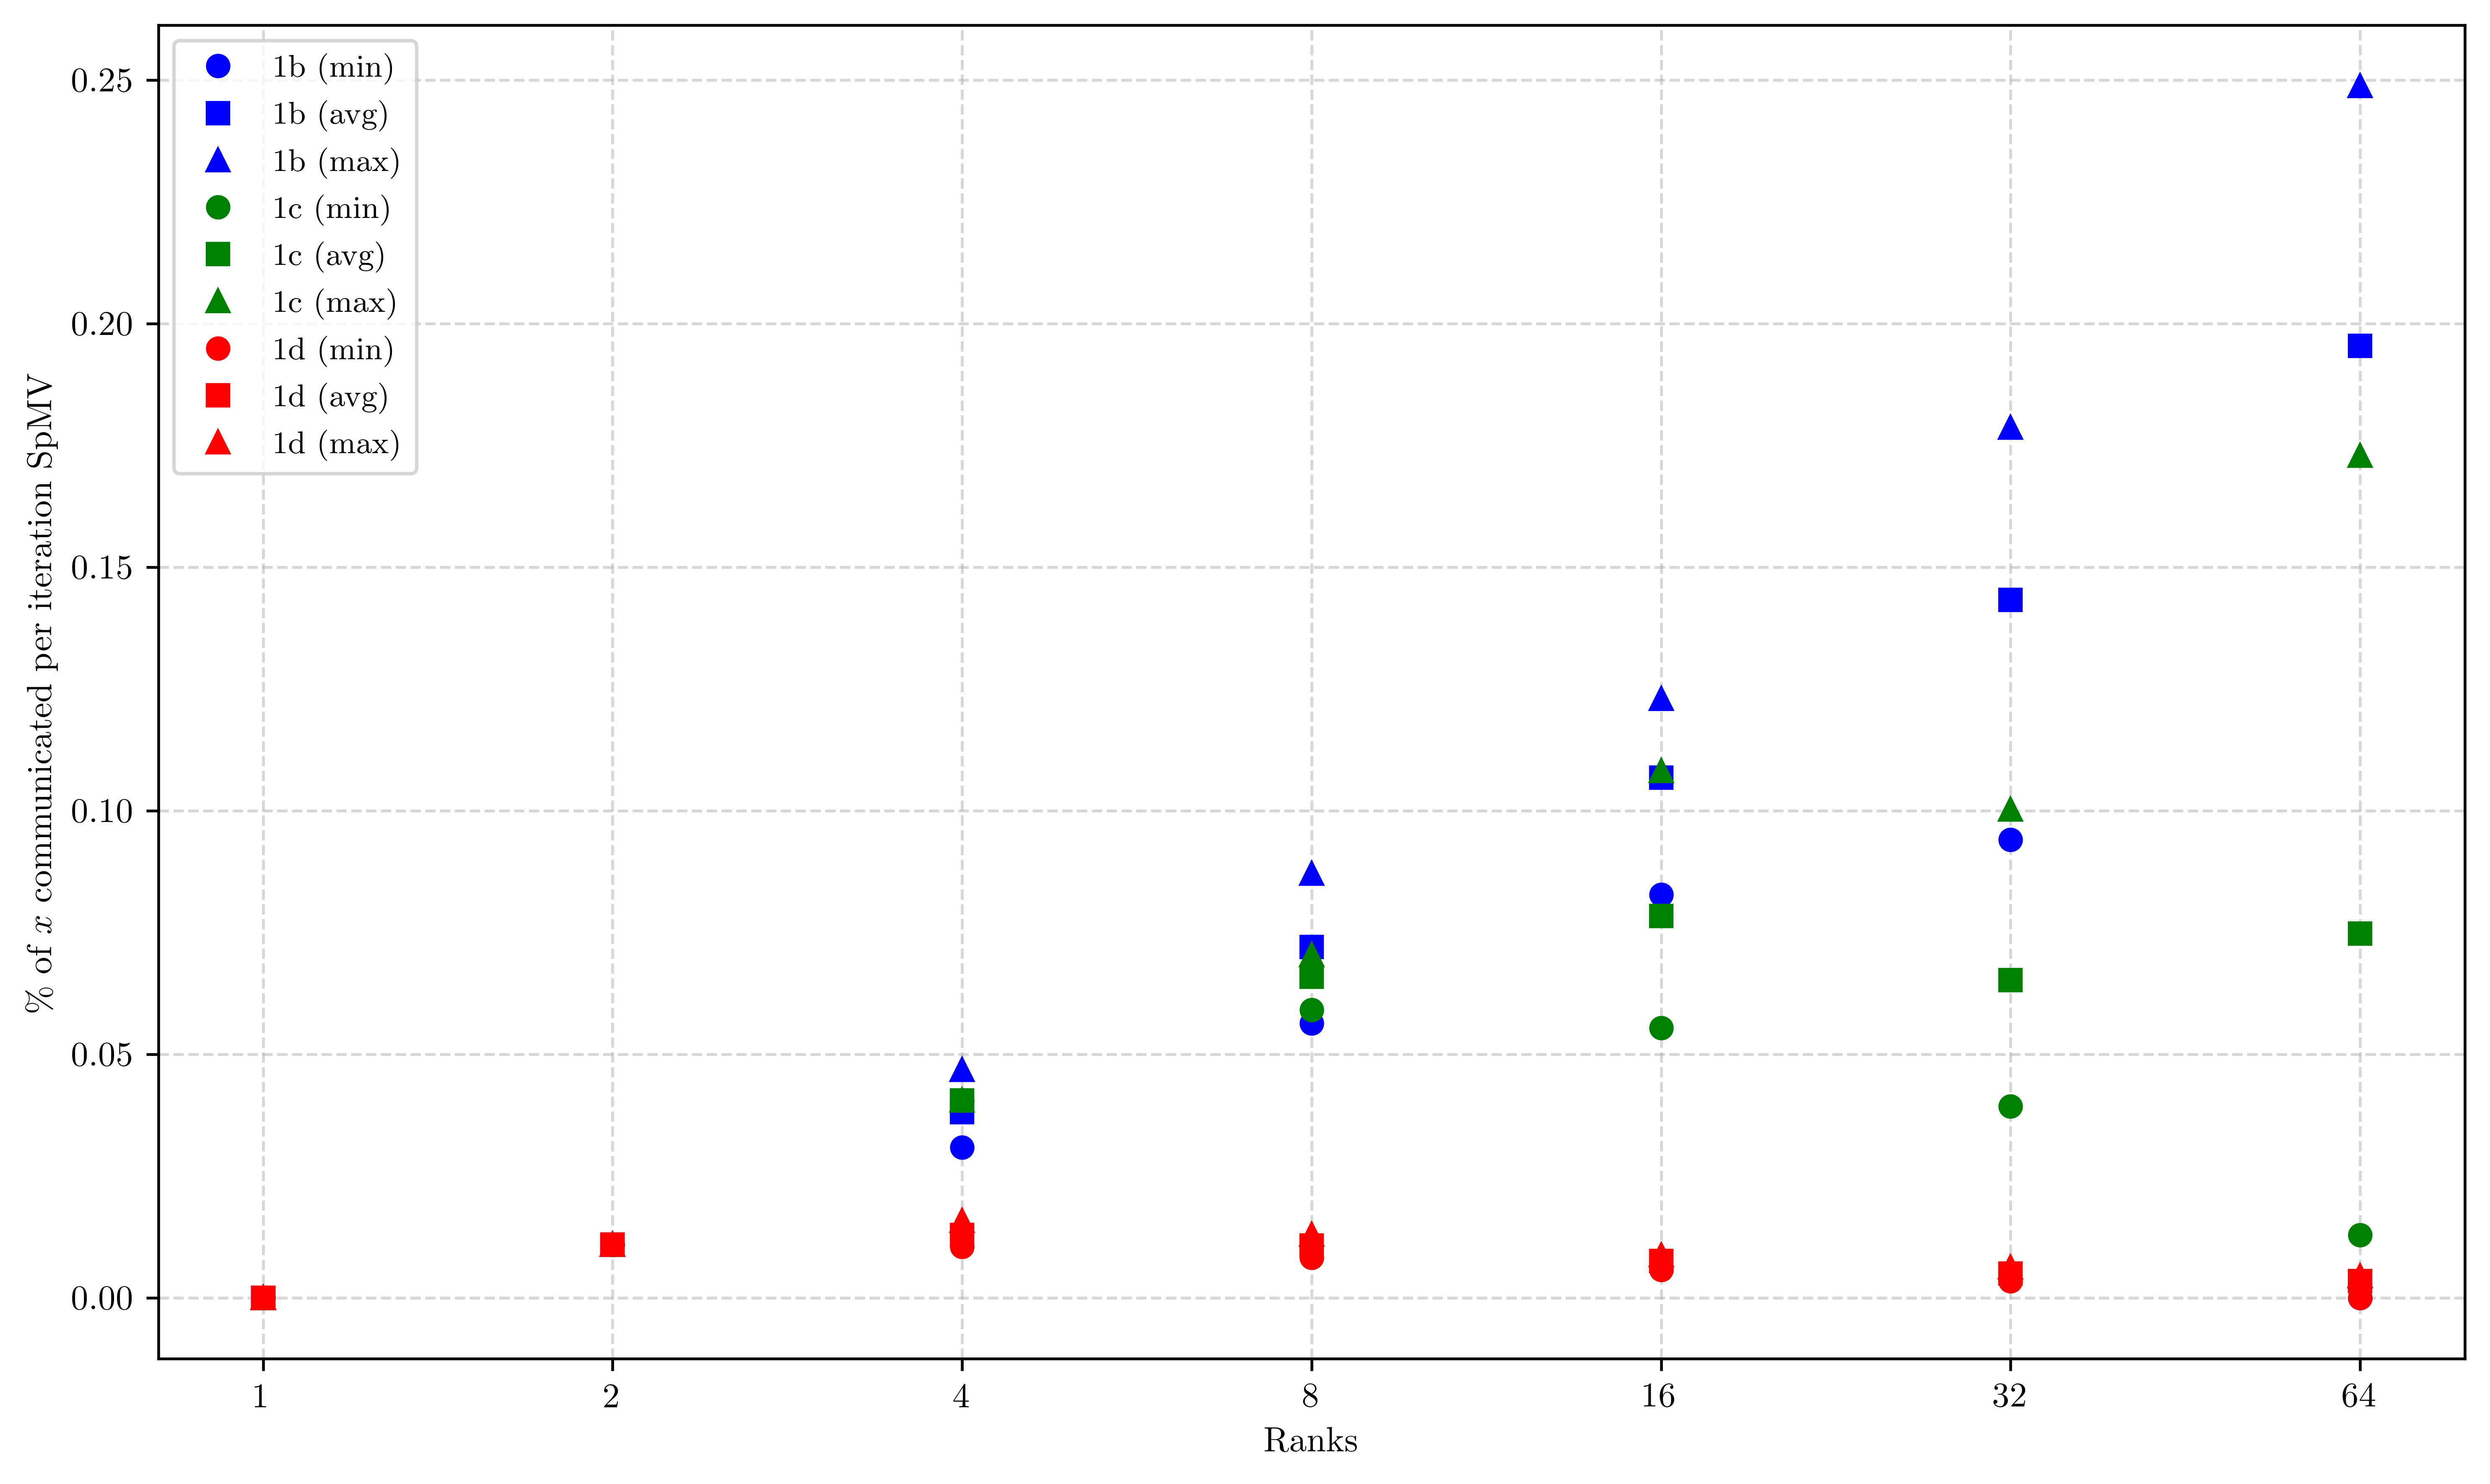 1b (min)
1b (avg)
1b (max)
1c (min)
1c (avg)
1c (max)
1d (min)
1d (avg)
1d (max)
% of x communicated per iteration SpMV
0.25
0.20
0.15
0.10
0.05
0.00
1 2 4 8 16 32 64
Ranks